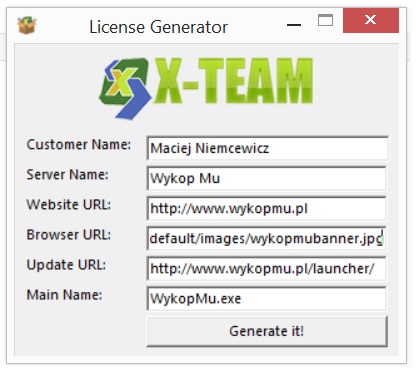 License Generator
X X-TEAM
Customer Name: Maciej Niemcewicz
Server Name: Wykop Mu
Website URL: http://www.wykopmu.pl
Browser URL: default/images/wykopmubanner.jpg
Update URL: http://www.wykopmu.pl/launcher/
Main Name: WykopMu.exe
Generate it!